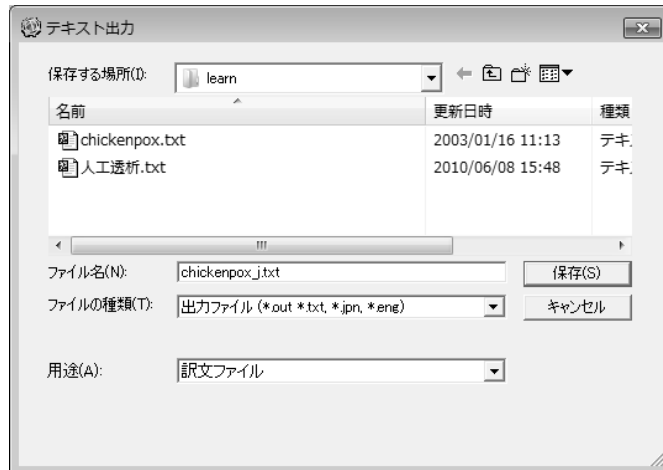 テキスト出力
保存する場所(I):
learn
名前
更新日時
種類
chickenpox.txt
2003/01/16 11:13
テキ
人工透析.txt
2010/06/08 15:48
テキ
ファイル名(N):
chickenpox_j.txt
保存(S)
ファイルの種類(T):
出力ファイル (*.out *.txt, *.jpn, *.eng)
キャンセル
用途(A):
訳文ファイル